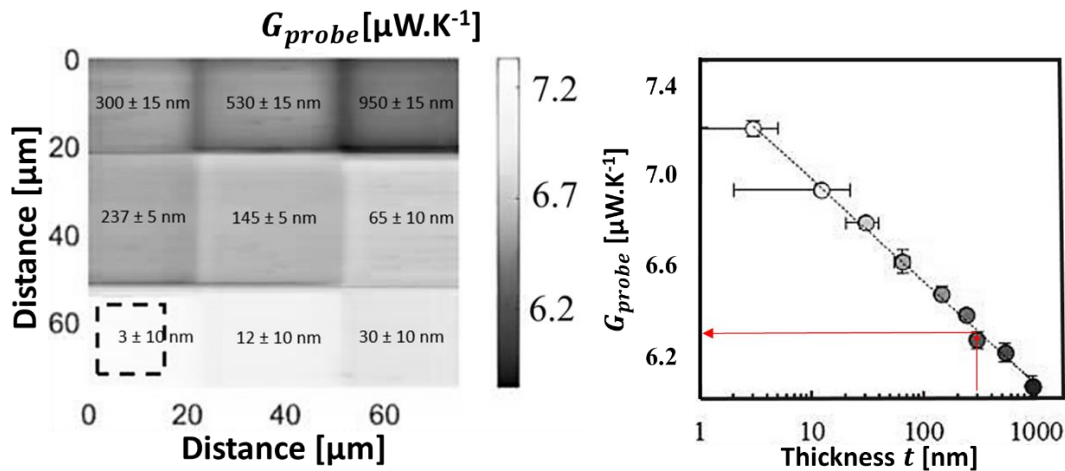 G_probe[μW.K⁻¹]
0
20
40
60
Distance [μm]
300 ± 15 nm 530 ± 15 nm 950 ± 15 nm
237 ± 5 nm 145 ± 5 nm 65 ± 10 nm
3 ± 10 nm 12 ± 10 nm 30 ± 10 nm
0 20 40 60
Distance [μm]
7.2
6.7
6.2
G_probe [μW.K⁻¹]
7.4
7.0
6.6
6.2
1 10 100 1000
Thickness t [nm]